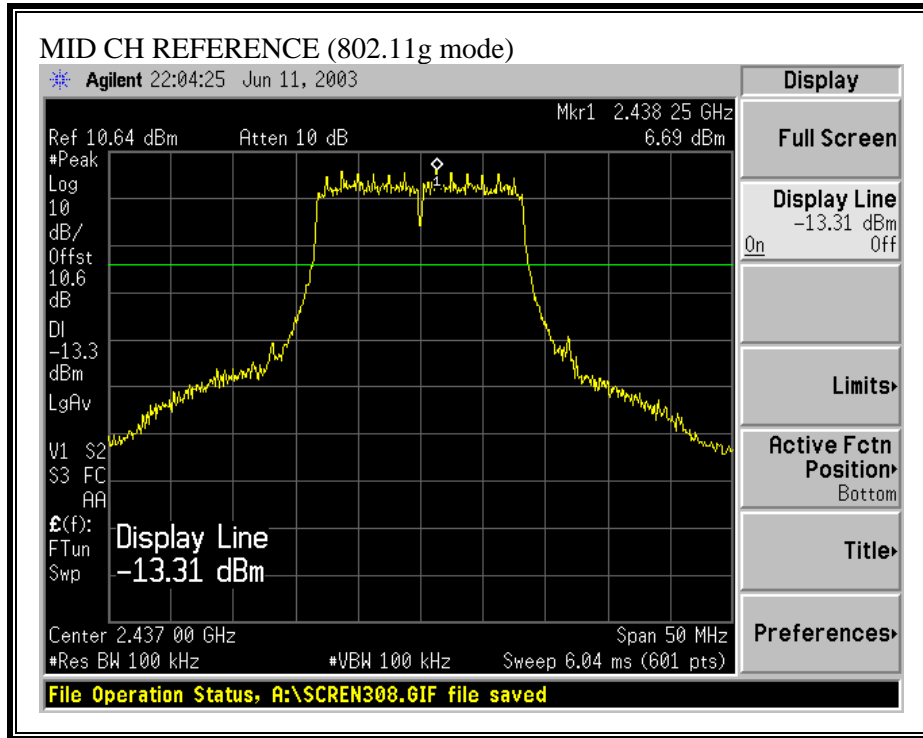 MID CH REFERENCE (802.11g mode)
Agilent 22:04:25 Jun 11, 2003
Display
Mkr1 2.438 25 GHz
Ref 10.64 dBm Atten 10 dB 6.69 dBm
#Peak
Log
10
dB/
Offst
10.6
dB
DI
-13.3
dBm
LgAv
V1 S2
S3 FC
AA
£(f):
FTun
Swp
1
Display Line
-13.31 dBm
Center 2.437 00 GHz Span 50 MHz
#Res BW 100 kHz #VBW 100 kHz Sweep 6.04 ms (601 pts)
File Operation Status, A:\SCREN308.GIF file saved
Full Screen
Display Line
-13.31 dBm
On Off
Limits
Active Fctn
Position
Bottom
Title
Preferences